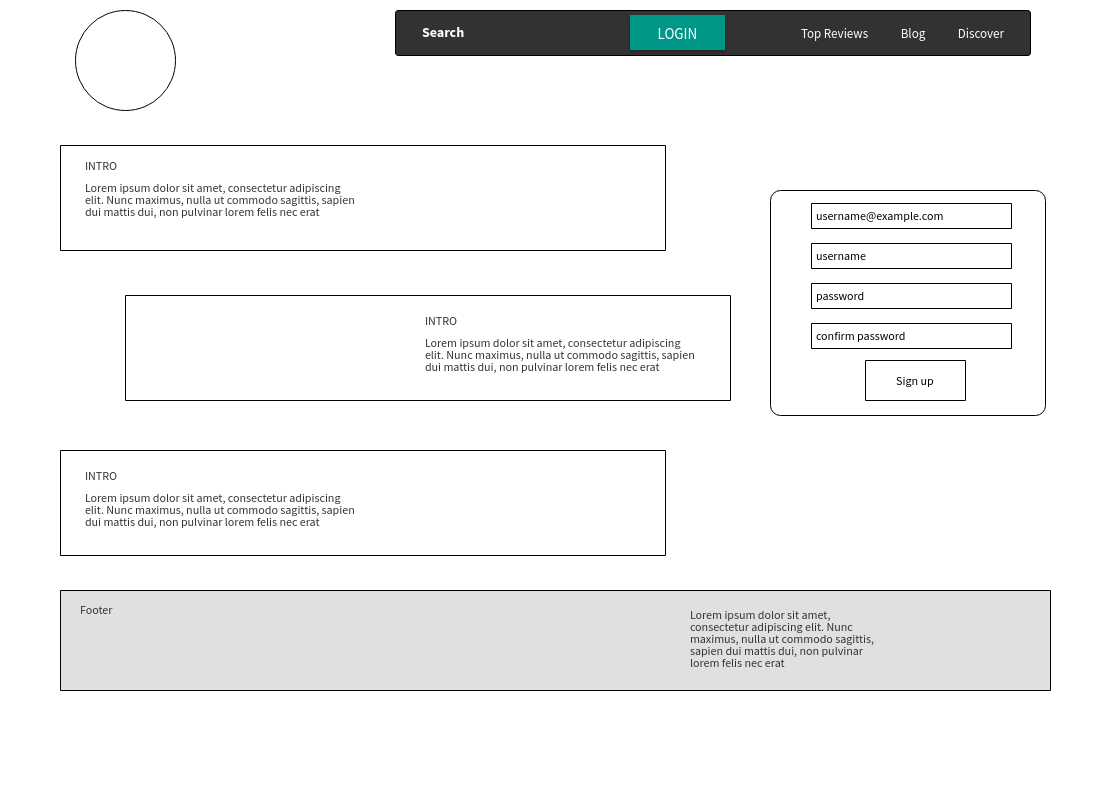 Search
LOGIN
Top Reviews
Blog
Discover
INTRO
Lorem ipsum dolor sit amet, consectetur adipiscing
elit. Nunc maximus, nulla ut commodo sagittis, sapien
dui mattis dui, non pulvinar lorem felis nec erat
INTRO
Lorem ipsum dolor sit amet, consectetur adipiscing
elit. Nunc maximus, nulla ut commodo sagittis, sapien
dui mattis dui, non pulvinar lorem felis nec erat
username@example.com
username
password
confirm password
Sign up
INTRO
Lorem ipsum dolor sit amet, consectetur adipiscing
elit. Nunc maximus, nulla ut commodo sagittis, sapien
dui mattis dui, non pulvinar lorem felis nec erat
Footer
Lorem ipsum dolor sit amet,
consectetur adipiscing elit. Nunc
maximus, nulla ut commodo sagittis,
sapien dui mattis dui, non pulvinar
lorem felis nec erat